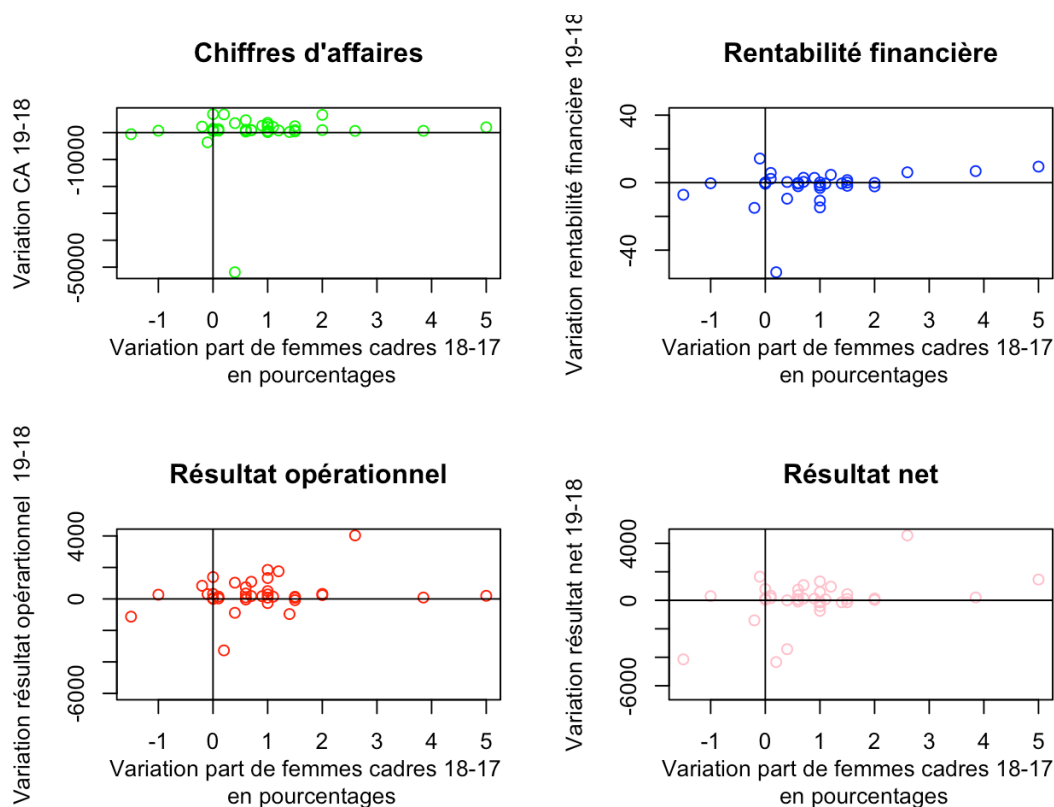 Chiffres d'affaires
Variation CA 19-18
-10000
-50000
-1 0 1 2 3 4 5
Variation part de femmes cadres 18-17
en pourcentages
Rentabilité financière
Variation rentabilité financière 19-18
40
0
-40
-1 0 1 2 3 4 5
Variation part de femmes cadres 18-17
en pourcentages
Résultat opérationnel
Variation résultat opérartionnel 19-18
4000
0
-6000
-1 0 1 2 3 4 5
Variation part de femmes cadres 18-17
en pourcentages
Résultat net
Variation résultat net 19-18
4000
0
-6000
-1 0 1 2 3 4 5
Variation part de femmes cadres 18-17
en pourcentages